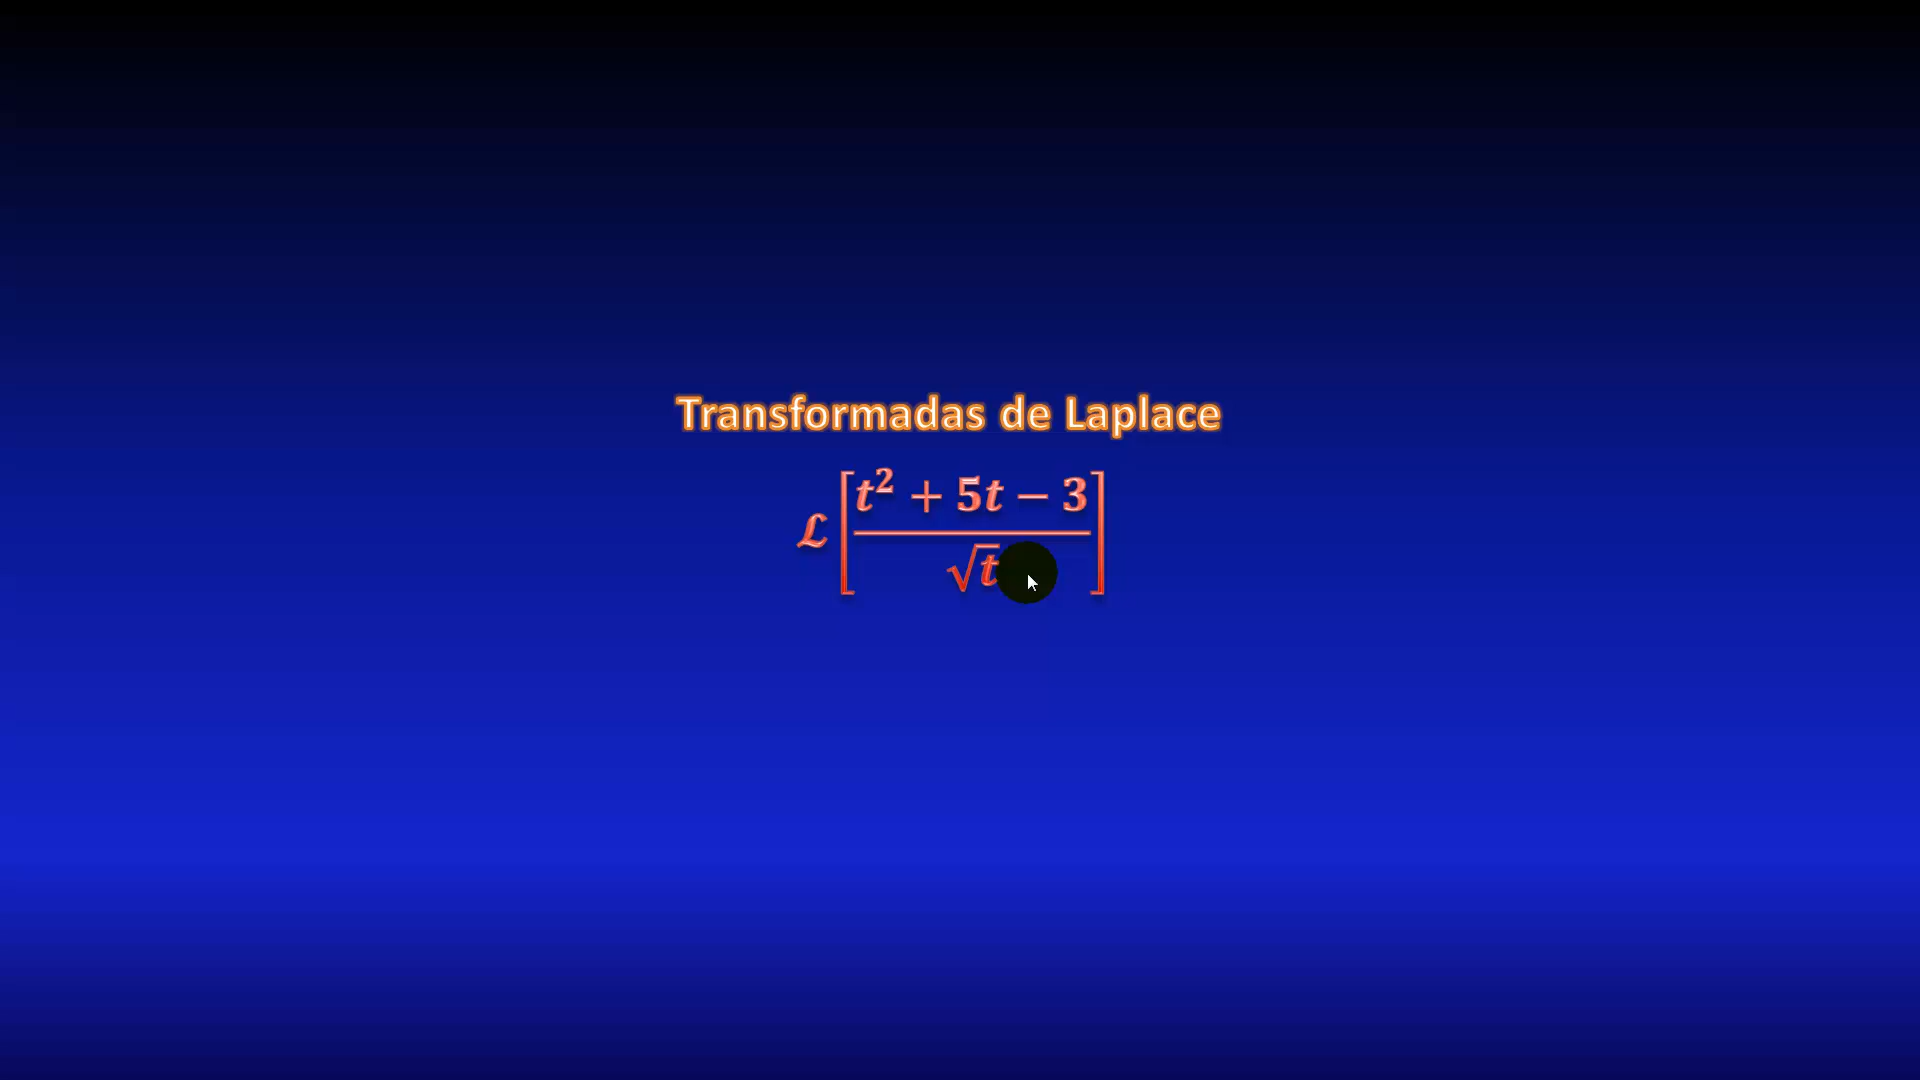 Transformadas de Laplace
ℒ[(t² + 5t − 3)/√t]